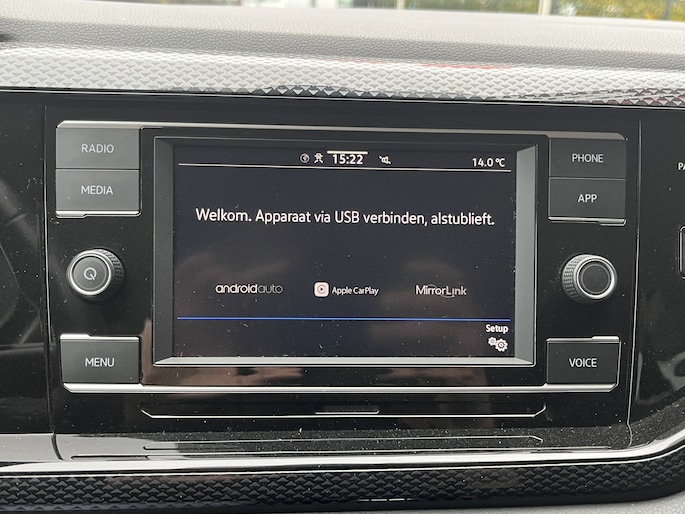 RADIO
MEDIA
MENU
15:22
14.0 °C
Welkom. Apparaat via USB verbinden, alstublieft.
androidauto
Apple CarPlay
MirrorLink
Setup
PHONE
APP
VOICE